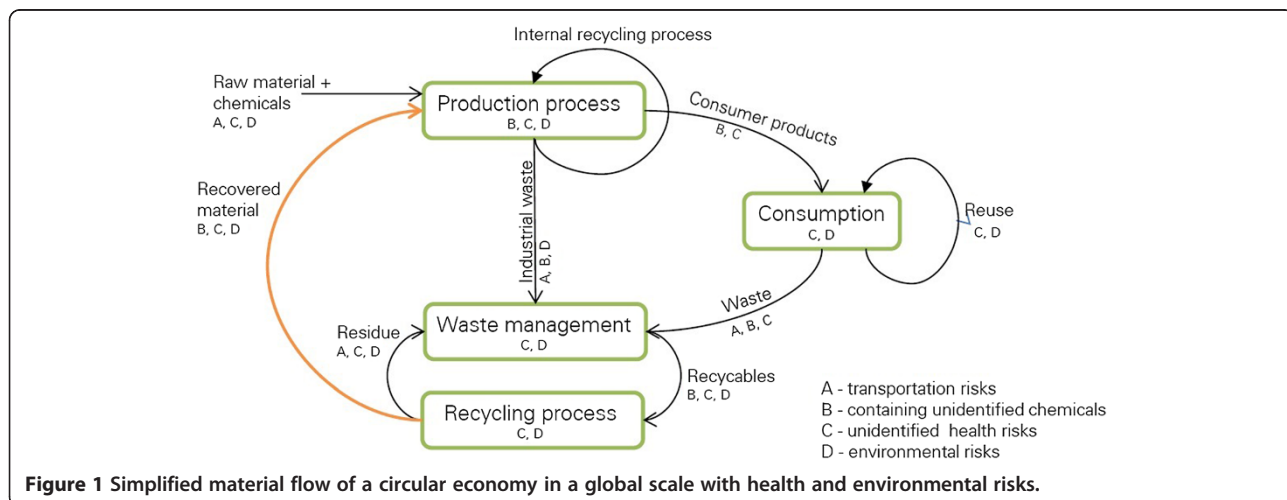 Internal recycling process
Raw material +
chemicals
A, C, D
Production process
B, C, D
Consumer products
B, C
Recovered
material
B, C, D
Industrial waste
A, B, D
Consumption
C, D
Reuse
C, D
Waste
A, B, C
Waste management
C, D
Residue
A, C, D
Recycables
B, C, D
Recycling process
C, D
A - transportation risks
B - containing unidentified chemicals
C - unidentified health risks
D - environmental risks
Figure 1 Simplified material flow of a circular economy in a global scale with health and environmental risks.